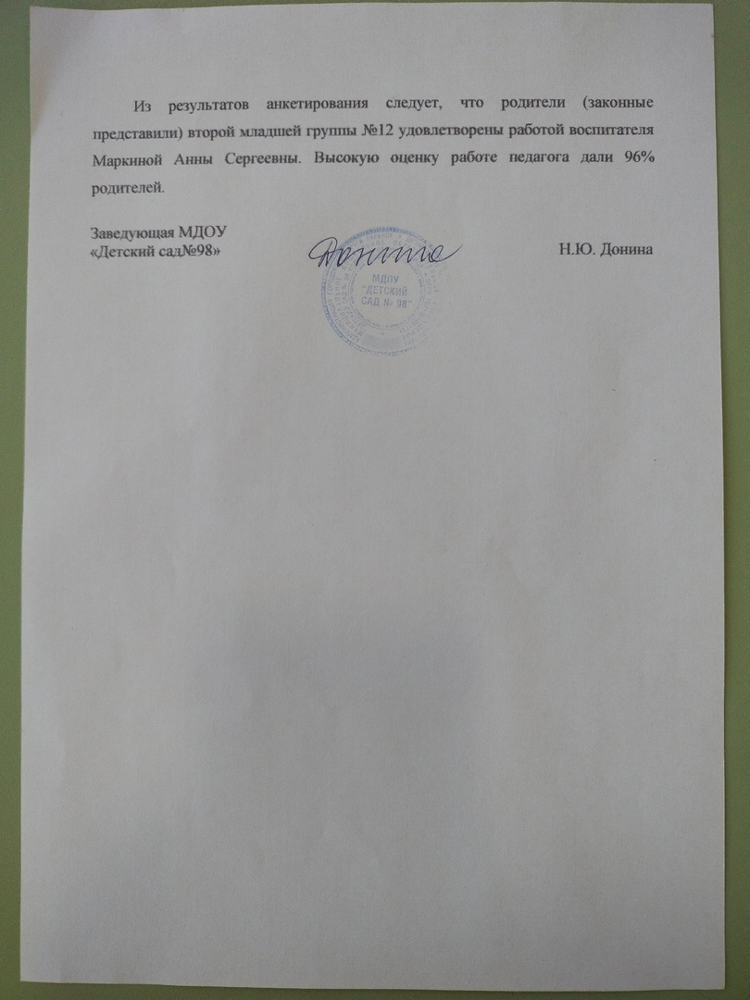 Из результатов анкетирования следует, что родители (законные
представили) второй младшей группы №12 удовлетворены работой воспитателя
Маркиной Анны Сергеевны. Высокую оценку работе педагога дали 96%
родителей.
Заведующая МДОУ
«Детский сад№98»
Донина
Н.Ю. Донина
МДОУ
"ДЕТСКИЙ
САД № 98"